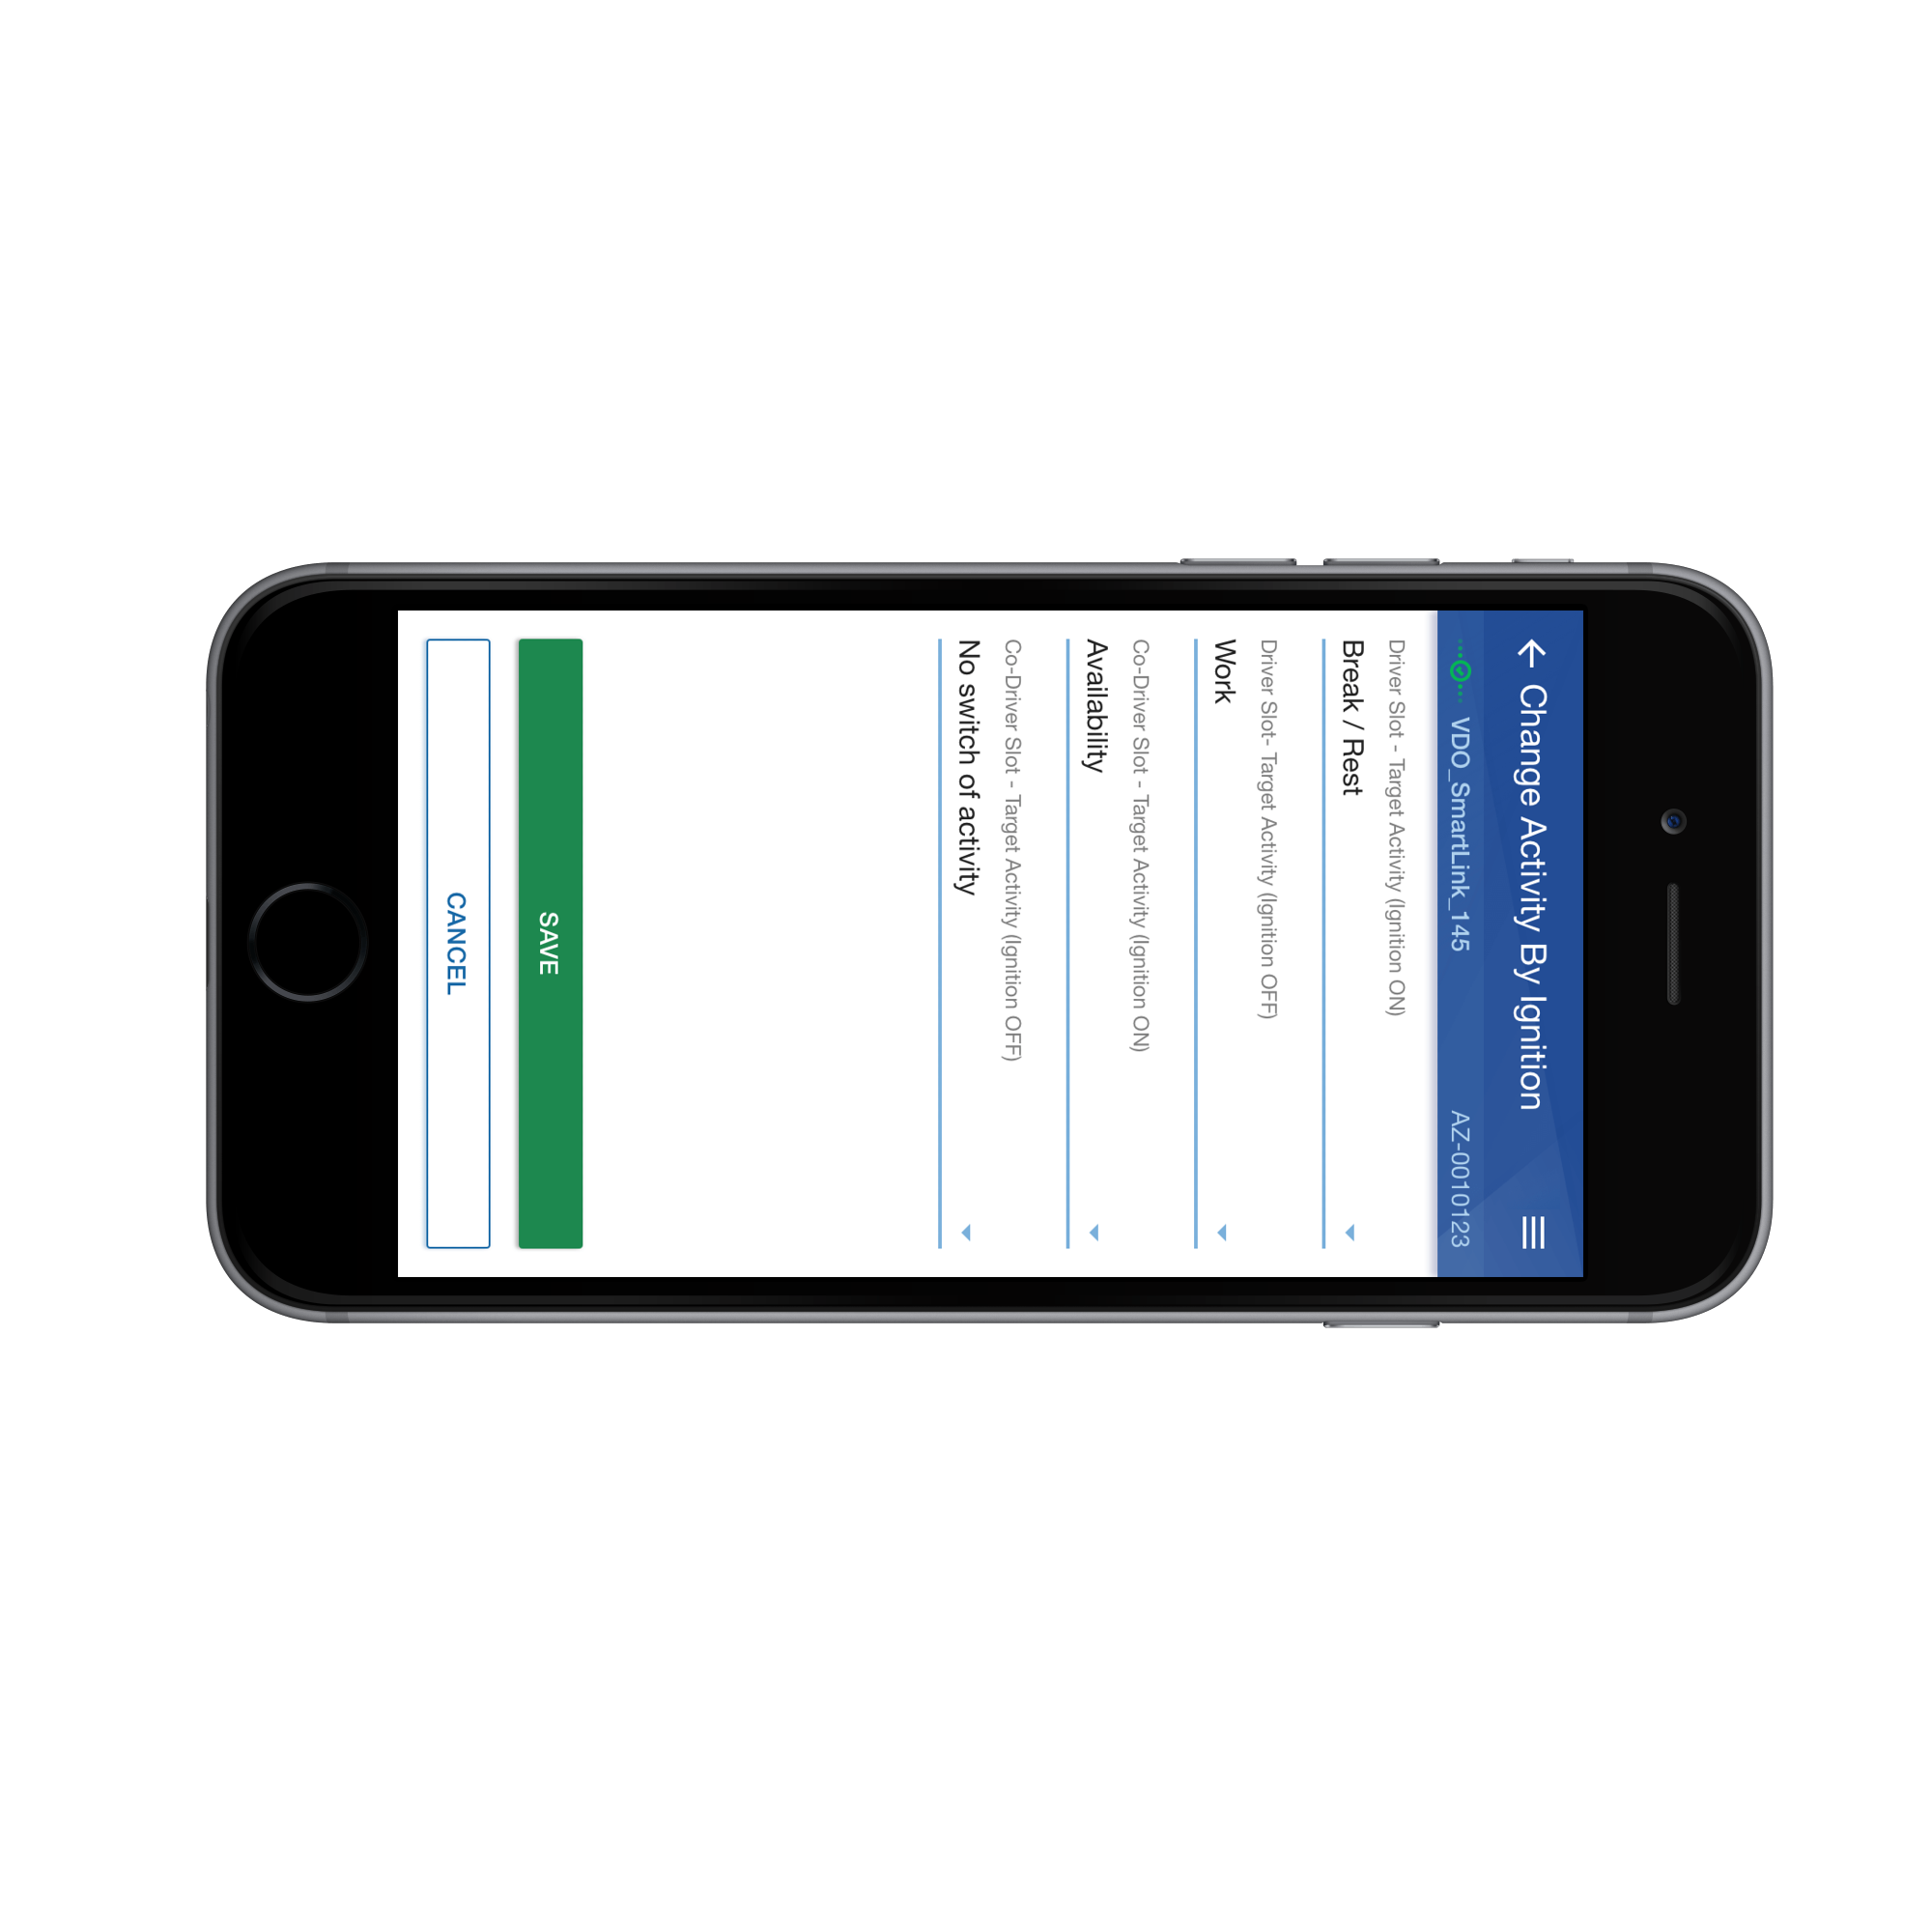 Change Activity By Ignition
VDO_SmartLink_145 AZ-0010123
Driver Slot - Target Activity (Ignition ON)
Break / Rest
Driver Slot- Target Activity (Ignition OFF)
Work
Co-Driver Slot - Target Activity (Ignition ON)
Availability
Co-Driver Slot - Target Activity (Ignition OFF)
No switch of activity
SAVE
CANCEL